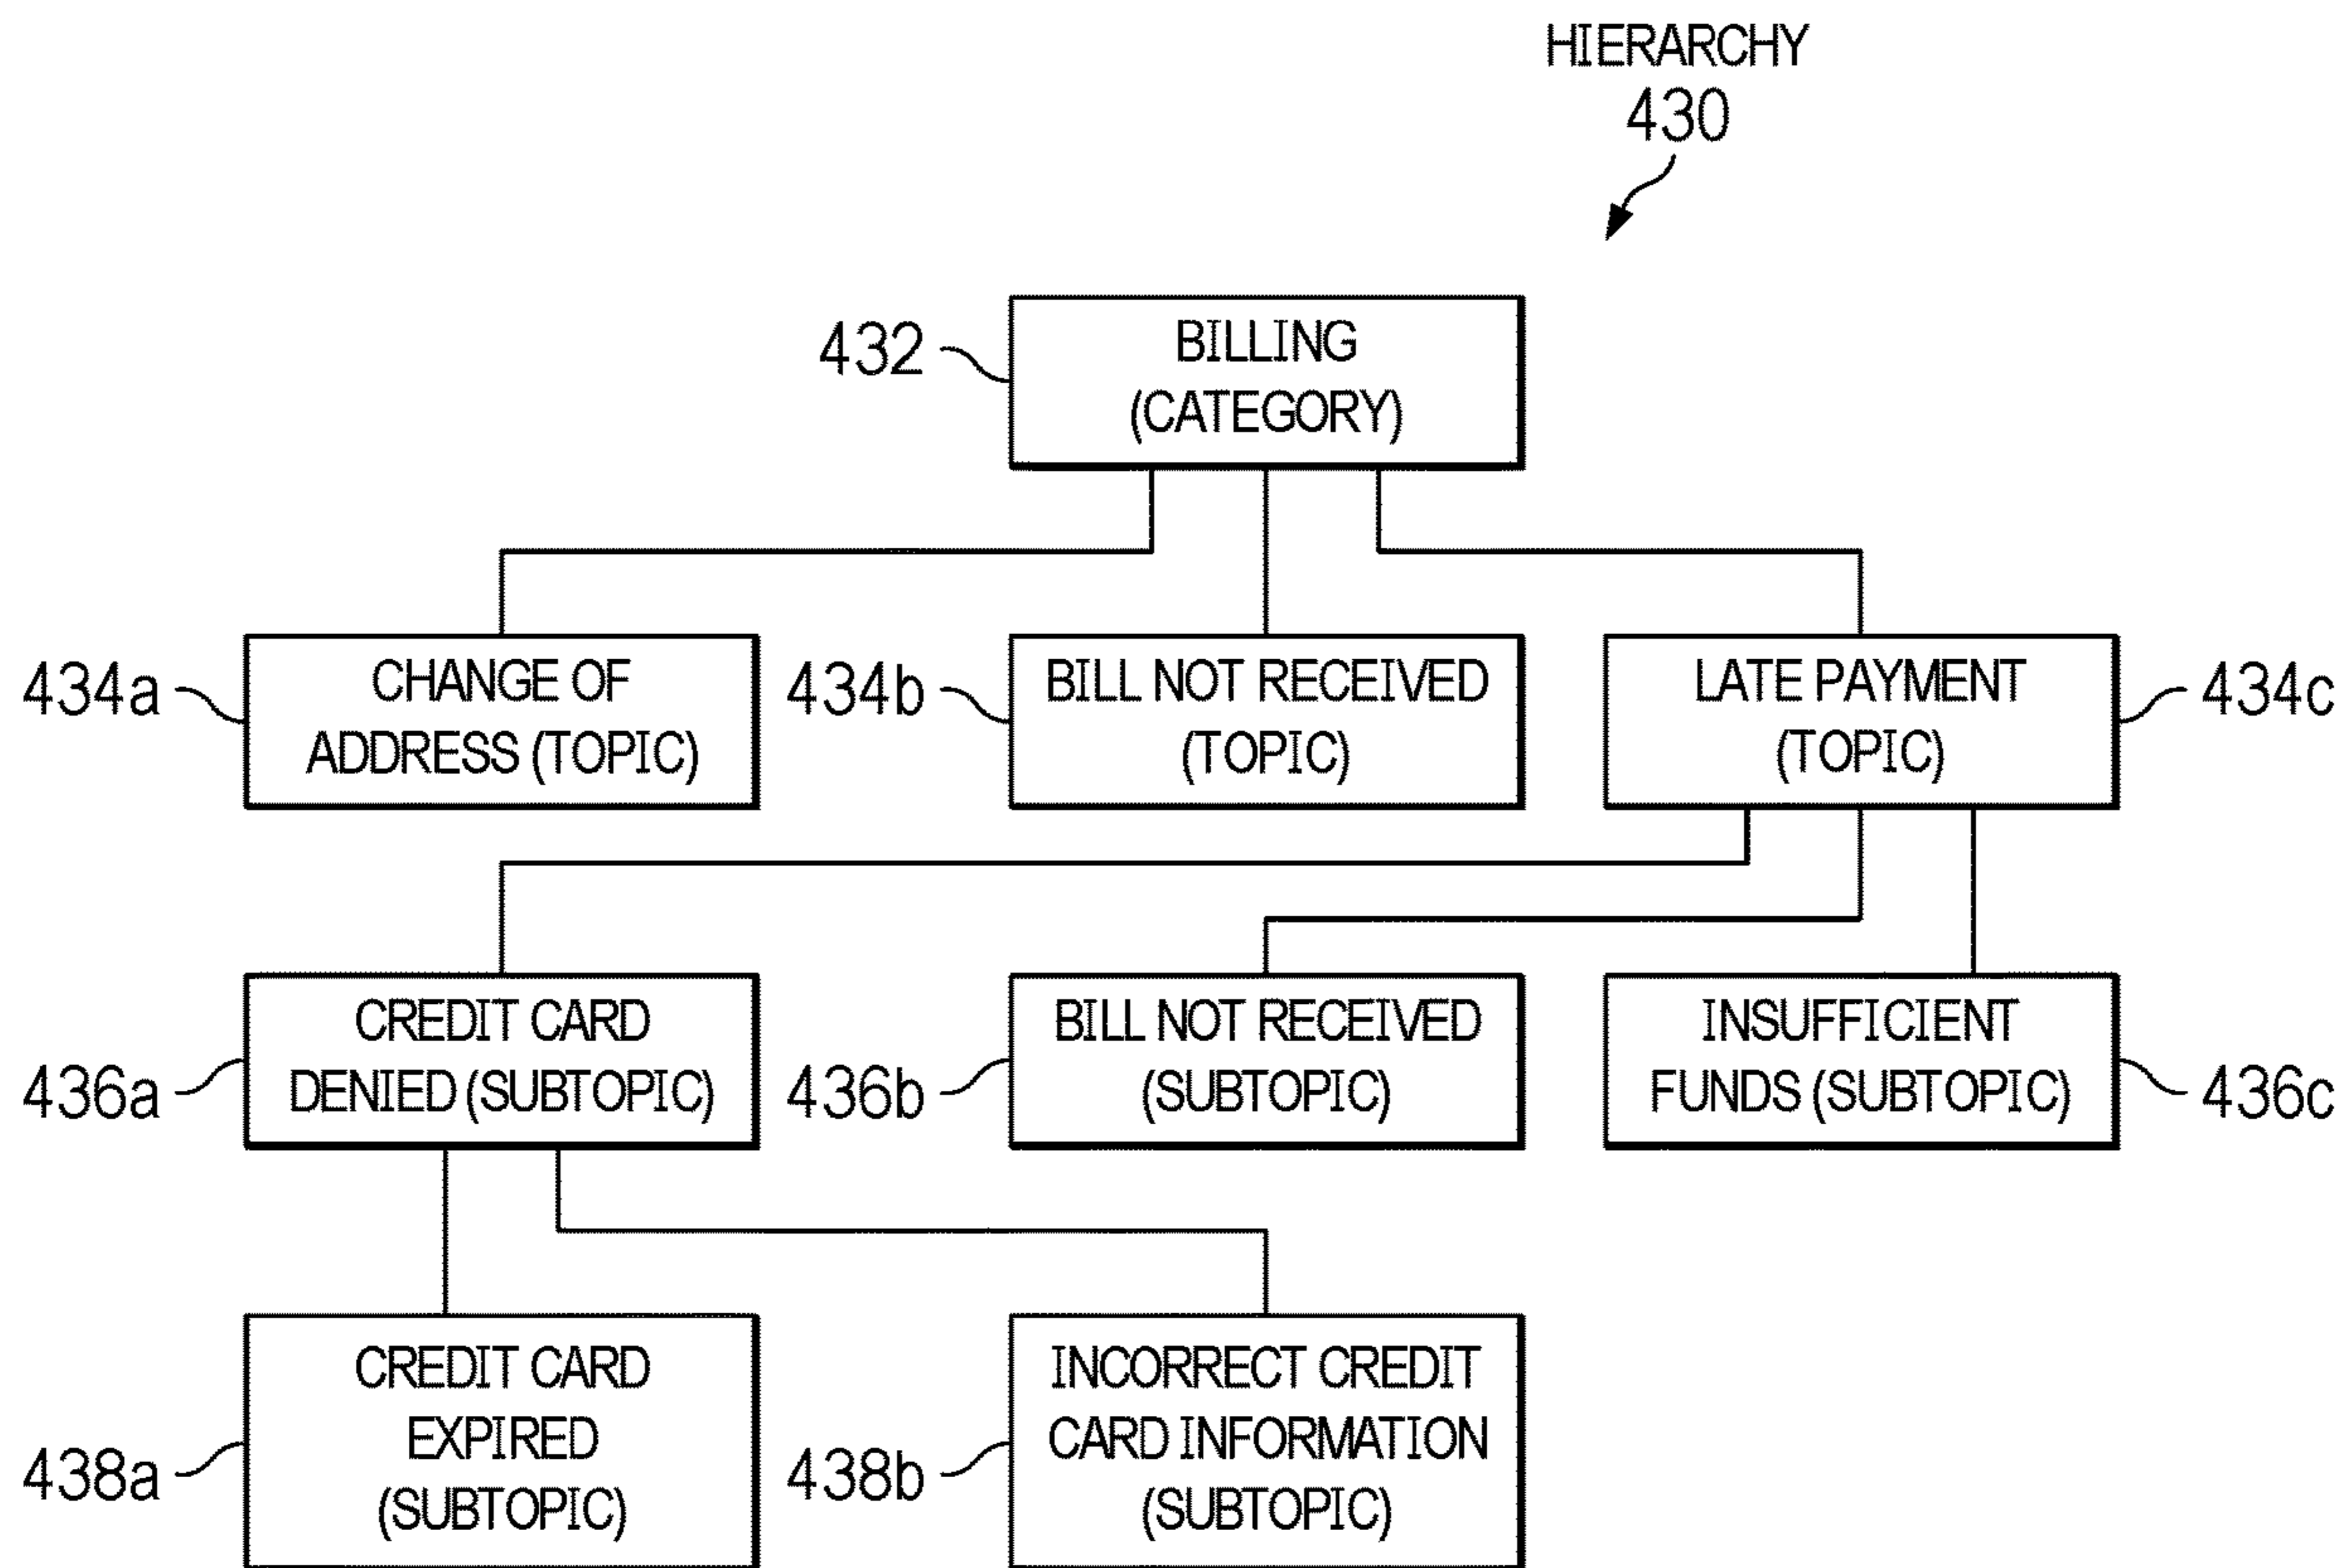 HIERARCHY
430
432
BILLING
(CATEGORY)
434a
CHANGE OF
ADDRESS (TOPIC)
434b
BILL NOT RECEIVED
(TOPIC)
LATE PAYMENT
(TOPIC)
434c
436a
CREDIT CARD
DENIED (SUBTOPIC)
436b
BILL NOT RECEIVED
(SUBTOPIC)
INSUFFICIENT
FUNDS (SUBTOPIC)
436c
438a
CREDIT CARD
EXPIRED
(SUBTOPIC)
438b
INCORRECT CREDIT
CARD INFORMATION
(SUBTOPIC)